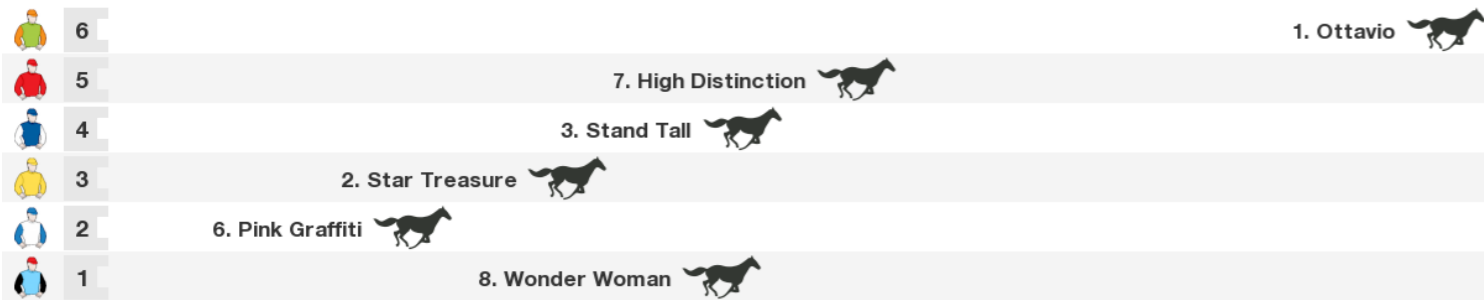 6 1. Ottavio
5 7. High Distinction
4 3. Stand Tall
3 2. Star Treasure
2 6. Pink Graffiti
1 8. Wonder Woman